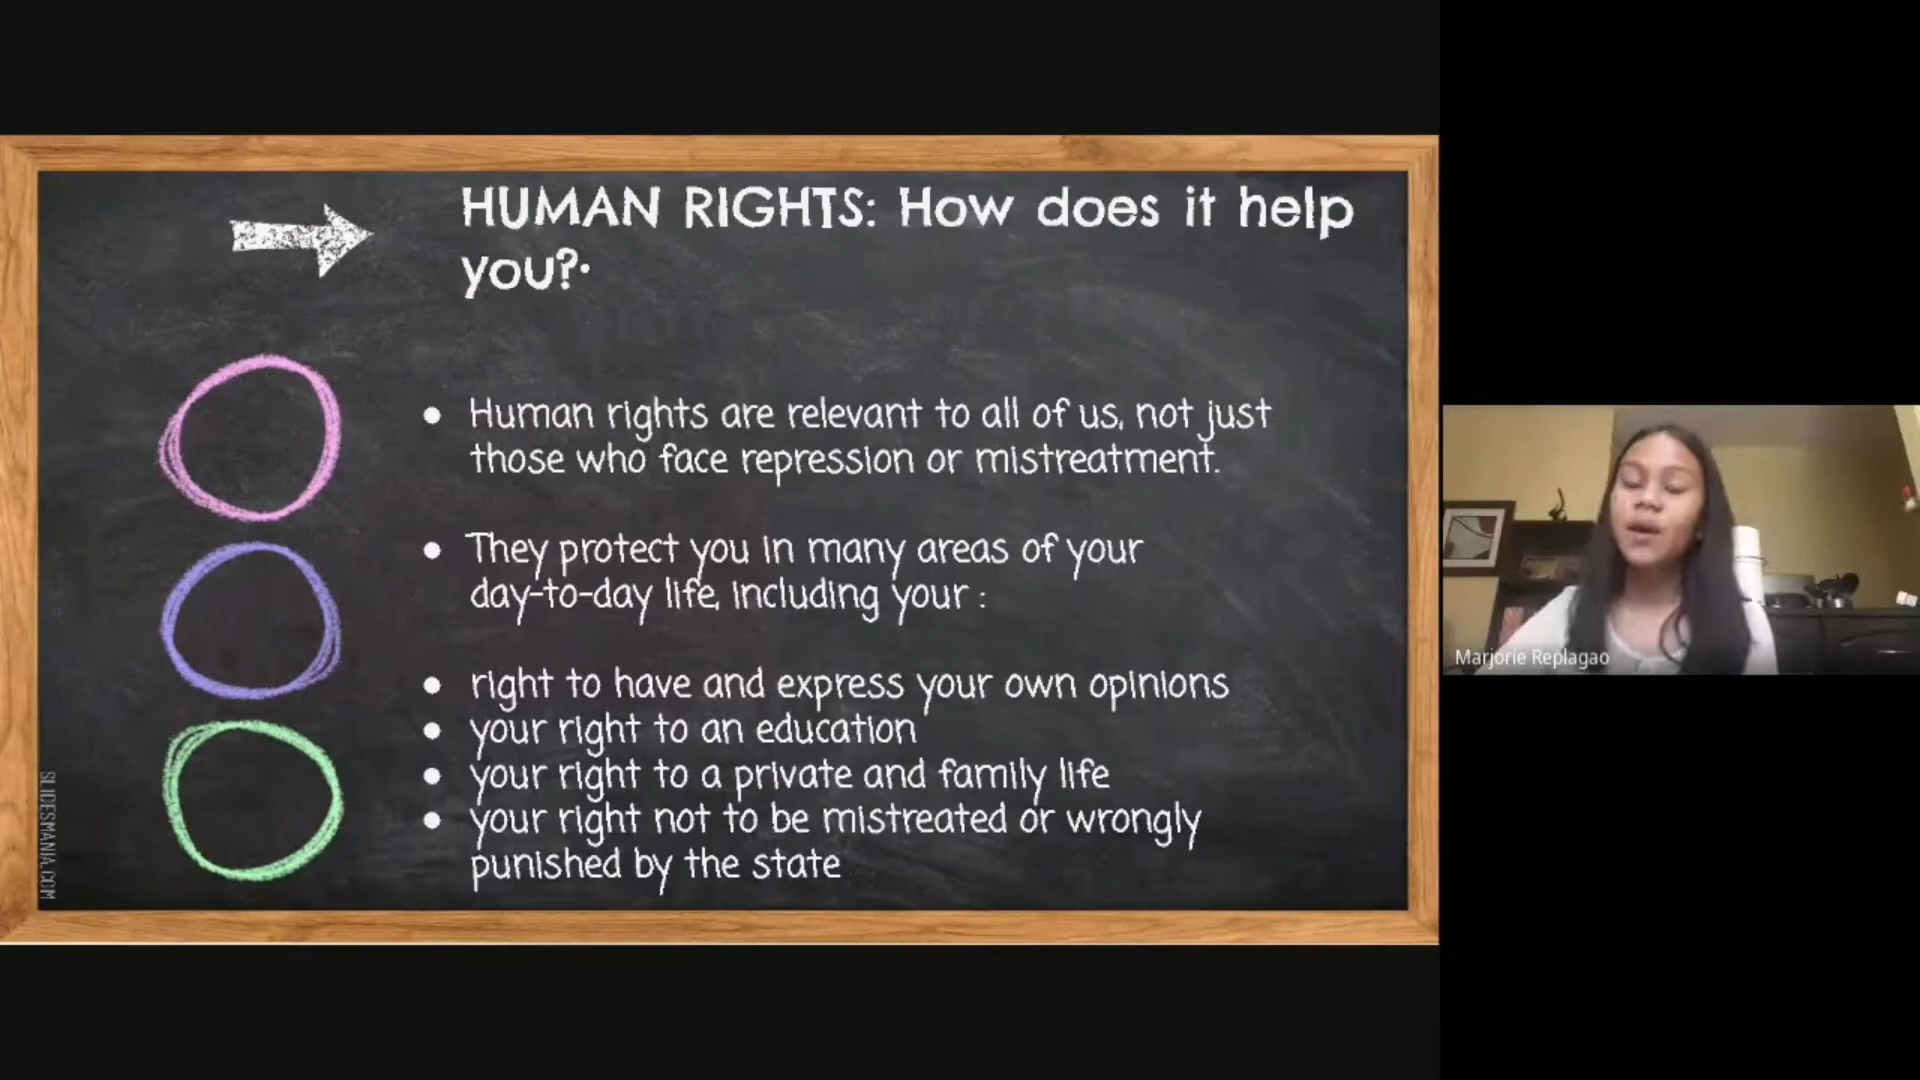 HUMAN RIGHTS: How does it help
you?•
• Human rights are relevant to all of us, not just
those who face repression or mistreatment.
• They protect you in many areas of your
day-to-day life, including your :
• right to have and express your own opinions
• your right to an education
• your right to a private and family life
• your right not to be mistreated or wrongly
punished by the state
SLIDESMANIA.COM
Marjorie Replagao